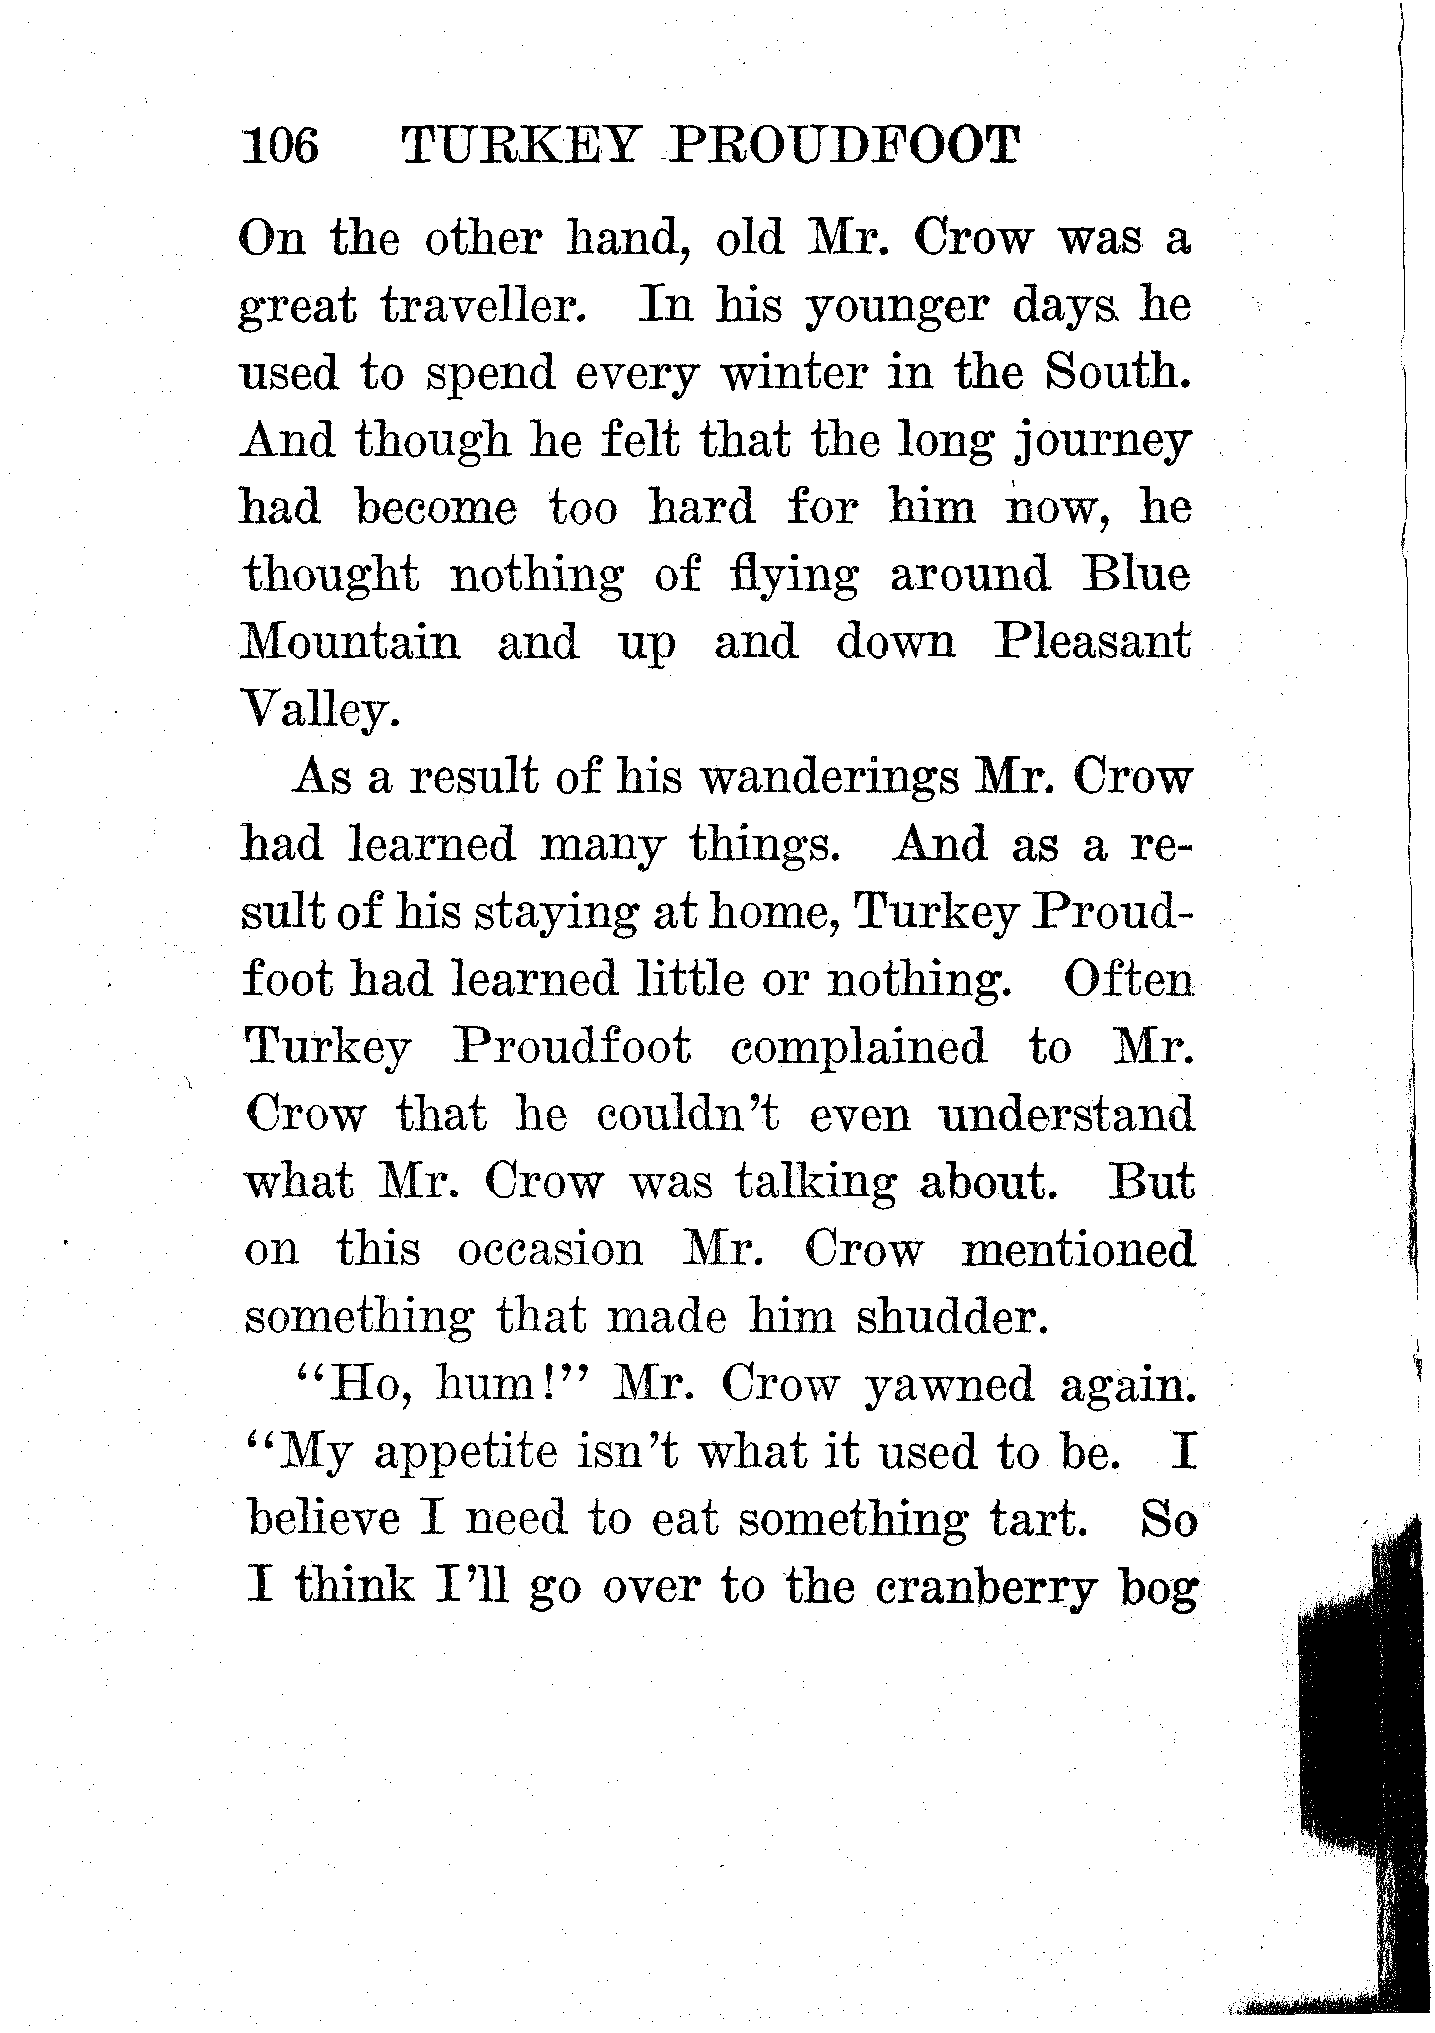 106 TURKEY PROUDFOOT
On the other hand, old Mr. Crow was a
great traveller. In his younger days he
used to spend every winter in the South.
And though he felt that the long journey
had become too hard for him now, he
thought nothing of flying around Blue
Mountain and up and down Pleasant
Valley.
As a result of his wanderings Mr. Crow
had learned many things. And as a re-
sult of his staying at home, Turkey Proud-
foot had learned little or nothing. Often
Turkey Proudfoot complained to Mr.
Crow that he couldn't even understand
what Mr. Crow was talking about. But
on this occasion Mr. Crow mentioned
something that made him shudder.
"Ho, hum!" Mr. Crow yawned again.
"My appetite isn't what it used to be. I
believe I need to eat something tart. So
I think I'll go over to the cranberry bog